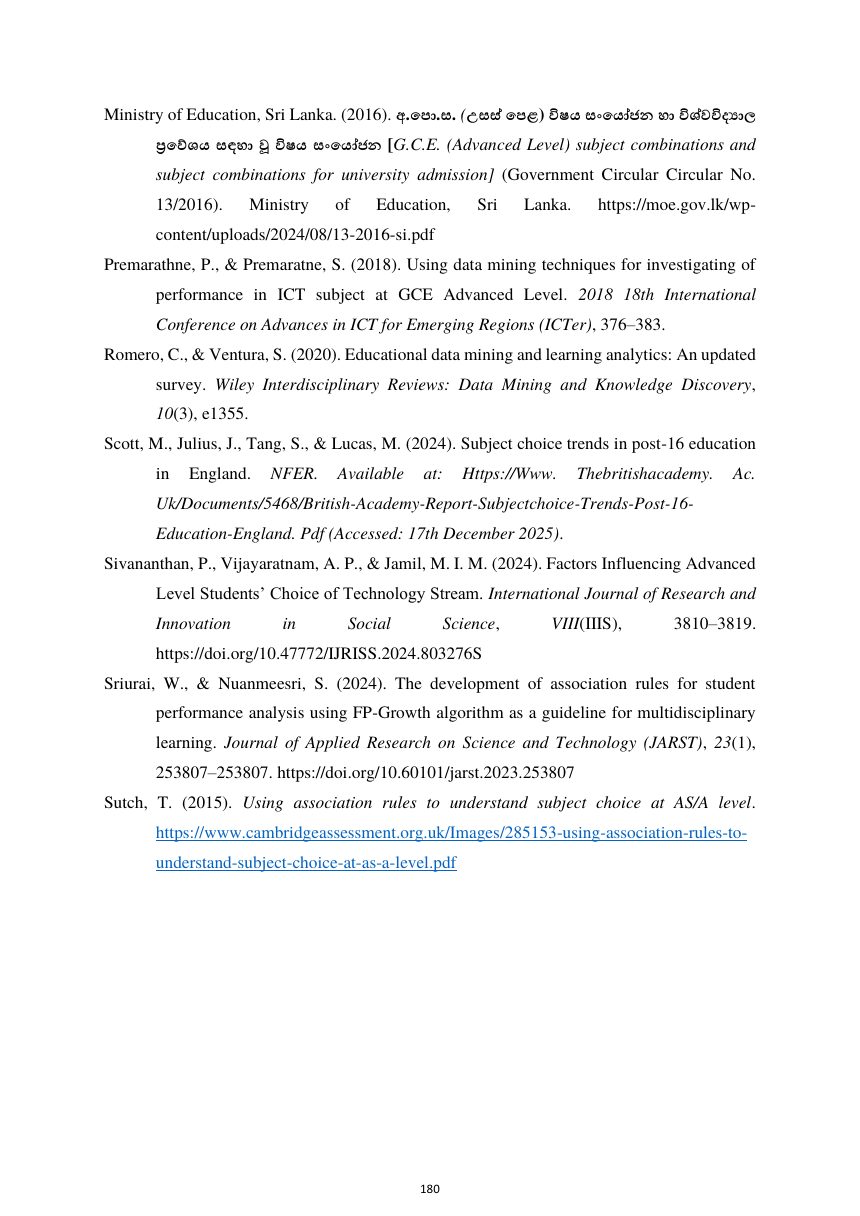 Ministry of Education, Sri Lanka. (2016). අ.පො.ස. (උසස් පෙළ) විෂය සංයෝජන හා විශ්වවිද්‍යාල
ප්‍රවේශය සඳහා වූ විෂය සංයෝජන [G.C.E. (Advanced Level) subject combinations and
subject combinations for university admission] (Government Circular Circular No.
13/2016). Ministry of Education, Sri Lanka. https://moe.gov.lk/wp-
content/uploads/2024/08/13-2016-si.pdf
Premarathne, P., & Premaratne, S. (2018). Using data mining techniques for investigating of
performance in ICT subject at GCE Advanced Level. 2018 18th International
Conference on Advances in ICT for Emerging Regions (ICTer), 376–383.
Romero, C., & Ventura, S. (2020). Educational data mining and learning analytics: An updated
survey. Wiley Interdisciplinary Reviews: Data Mining and Knowledge Discovery,
10(3), e1355.
Scott, M., Julius, J., Tang, S., & Lucas, M. (2024). Subject choice trends in post-16 education
in England. NFER. Available at: Https://Www. Thebritishacademy. Ac.
Uk/Documents/5468/British-Academy-Report-Subjectchoice-Trends-Post-16-
Education-England. Pdf (Accessed: 17th December 2025).
Sivananthan, P., Vijayaratnam, A. P., & Jamil, M. I. M. (2024). Factors Influencing Advanced
Level Students’ Choice of Technology Stream. International Journal of Research and
Innovation in Social Science, VIII(IIIS), 3810–3819.
https://doi.org/10.47772/IJRISS.2024.803276S
Sriurai, W., & Nuanmeesri, S. (2024). The development of association rules for student
performance analysis using FP-Growth algorithm as a guideline for multidisciplinary
learning. Journal of Applied Research on Science and Technology (JARST), 23(1),
253807–253807. https://doi.org/10.60101/jarst.2023.253807
Sutch, T. (2015). Using association rules to understand subject choice at AS/A level.
https://www.cambridgeassessment.org.uk/Images/285153-using-association-rules-to-
understand-subject-choice-at-as-a-level.pdf
180